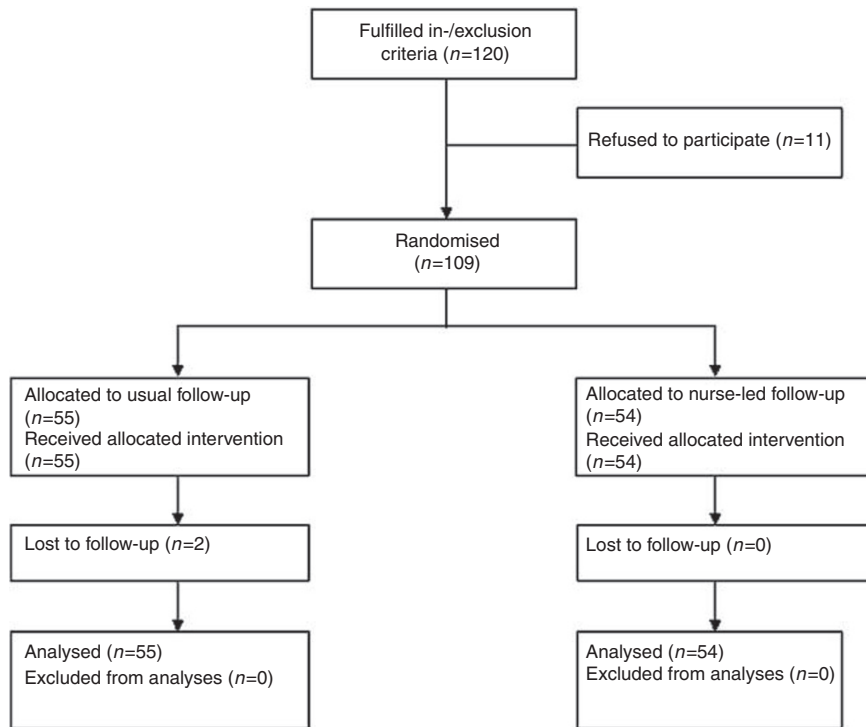 Fulfilled in-/exclusion
criteria (n=120)
Refused to participate (n=11)
Randomised
(n=109)
Allocated to usual follow-up
(n=55)
Received allocated intervention
(n=55)
Allocated to nurse-led follow-up
(n=54)
Received allocated intervention
(n=54)
Lost to follow-up (n=2)
Lost to follow-up (n=0)
Analysed (n=55)
Excluded from analyses (n=0)
Analysed (n=54)
Excluded from analyses (n=0)